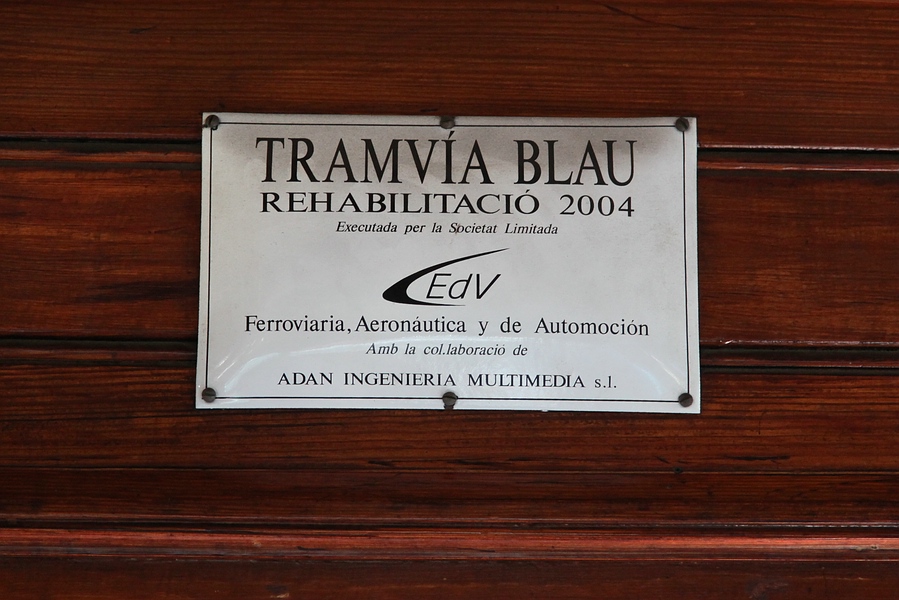 TRAMVÍA BLAU
REHABILITACIÓ 2004
Executada per la Societat Limitada
EdV
Ferroviaria, Aeronáutica y de Automoción
Amb la col.laboració de
ADAN INGENIERIA MULTIMEDIA s.l.